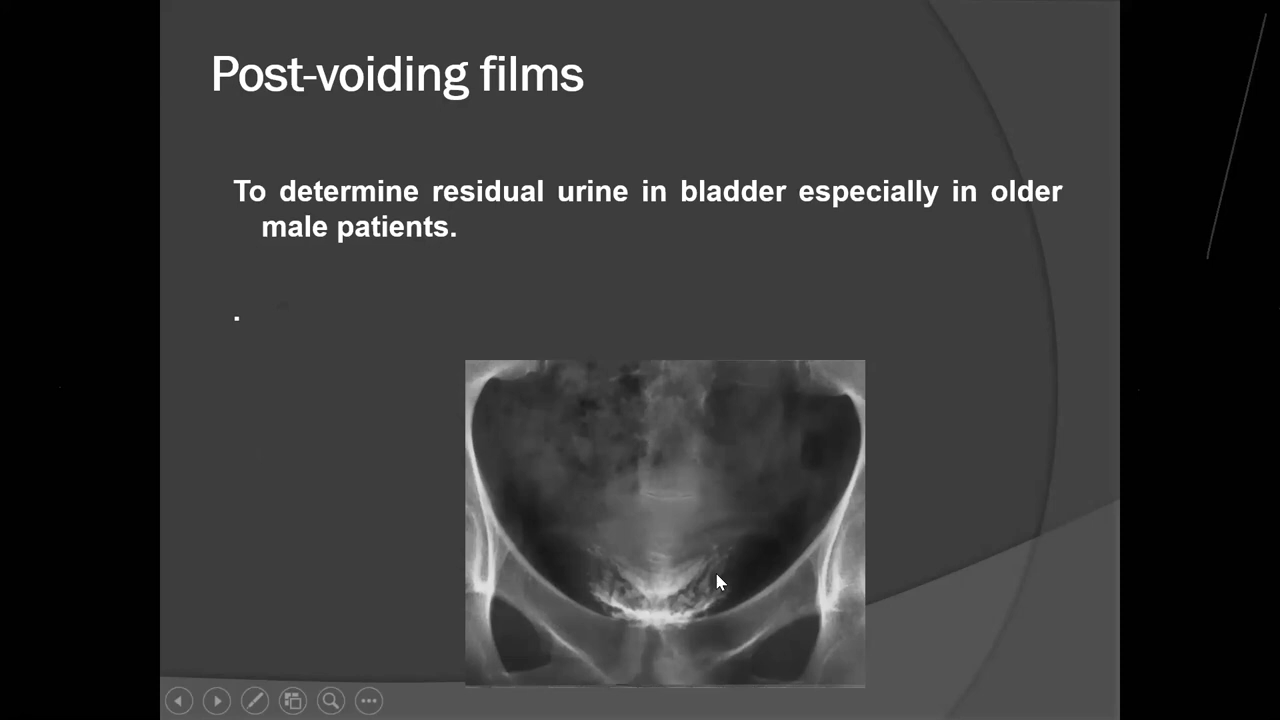 Post-voiding films
To determine residual urine in bladder especially in older
male patients.
.